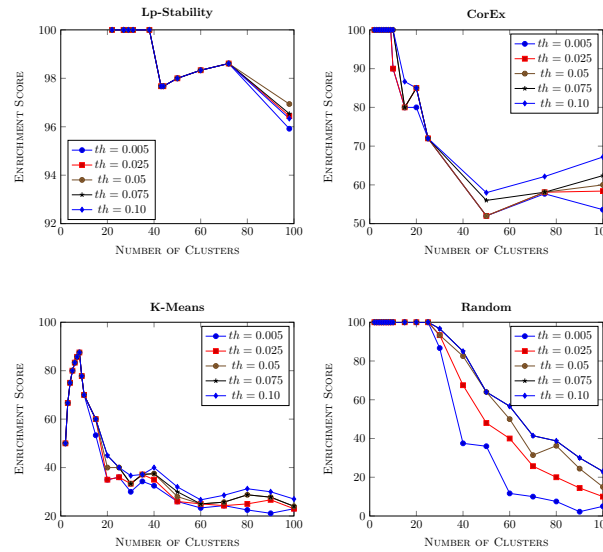 Lp-Stability
100
98
96
94
92
0 20 40 60 80 100
ENRICHMENT SCORE
NUMBER OF CLUSTERS
th = 0.005
th = 0.025
th = 0.05
th = 0.075
th = 0.10
CorEx
100
90
80
70
60
50
0 20 40 60 80 100
ENRICHMENT SCORE
NUMBER OF CLUSTERS
th = 0.005
th = 0.025
th = 0.05
th = 0.075
th = 0.10
K-Means
100
80
60
40
20
0 20 40 60 80 100
ENRICHMENT SCORE
NUMBER OF CLUSTERS
th = 0.005
th = 0.025
th = 0.05
th = 0.075
th = 0.10
Random
100
80
60
40
20
0
0 20 40 60 80 100
ENRICHMENT SCORE
NUMBER OF CLUSTERS
th = 0.005
th = 0.025
th = 0.05
th = 0.075
th = 0.10